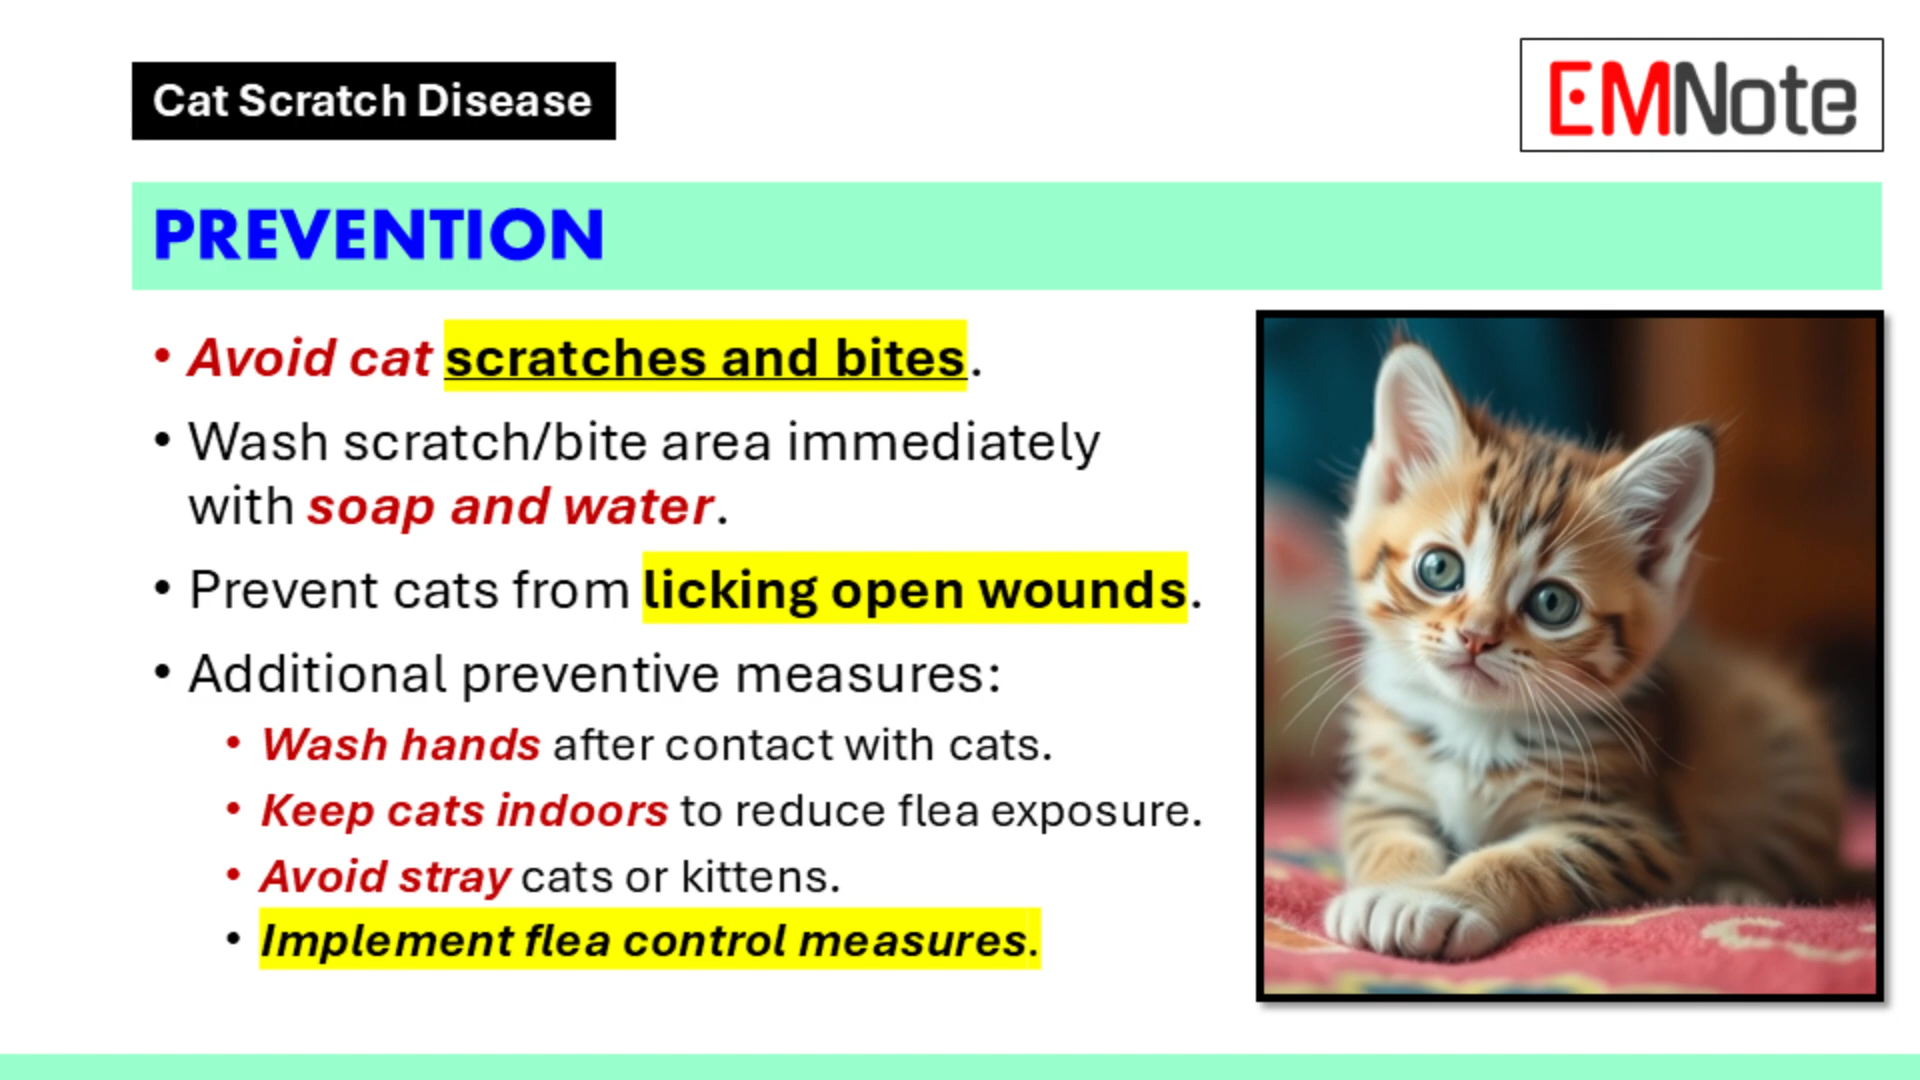 Cat Scratch Disease
EMNote
PREVENTION
• Avoid cat scratches and bites.
• Wash scratch/bite area immediately
with soap and water.
• Prevent cats from licking open wounds.
• Additional preventive measures:
• Wash hands after contact with cats.
• Keep cats indoors to reduce flea exposure.
• Avoid stray cats or kittens.
• Implement flea control measures.